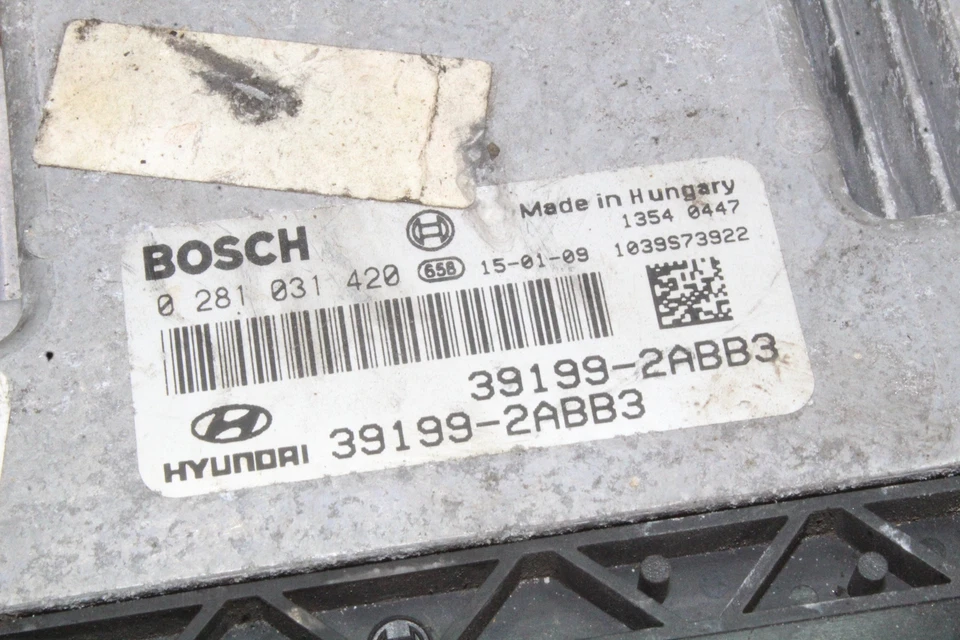 BOSCH
Made in Hungary
1354 0447
0 281 031 420
658
15-01-09
1039S73922
39199-2ABB3
HYUNDAI
39199-2ABB3